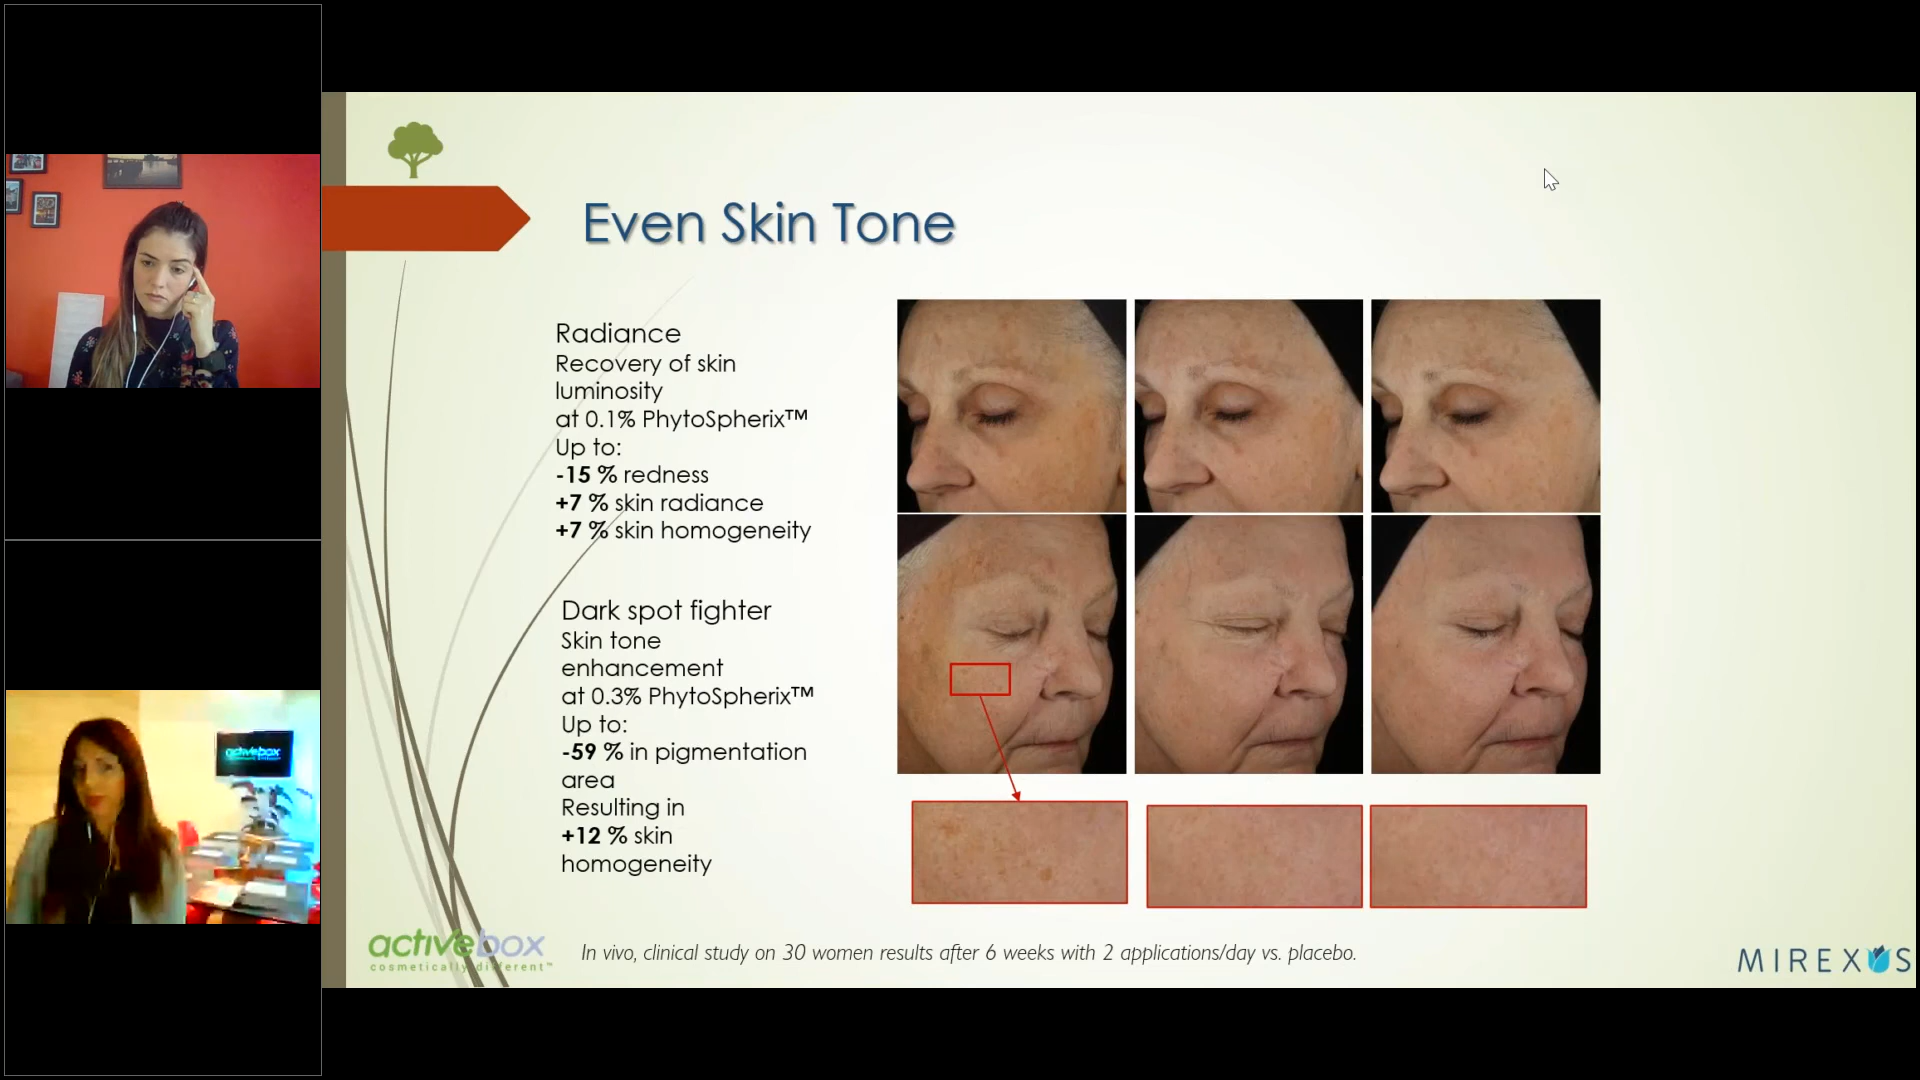 Even Skin Tone
Radiance
Recovery of skin
luminosity
at 0.1% PhytoSpherix™
Up to:
-15 % redness
+7 % skin radiance
+7 % skin homogeneity
Dark spot fighter
Skin tone
enhancement
at 0.3% PhytoSpherix™
Up to:
-59 % in pigmentation
area
Resulting in
+12 % skin
homogeneity
activebox
cosmetically different™
In vivo, clinical study on 30 women results after 6 weeks with 2 applications/day vs. placebo.
MIREXUS
activebox